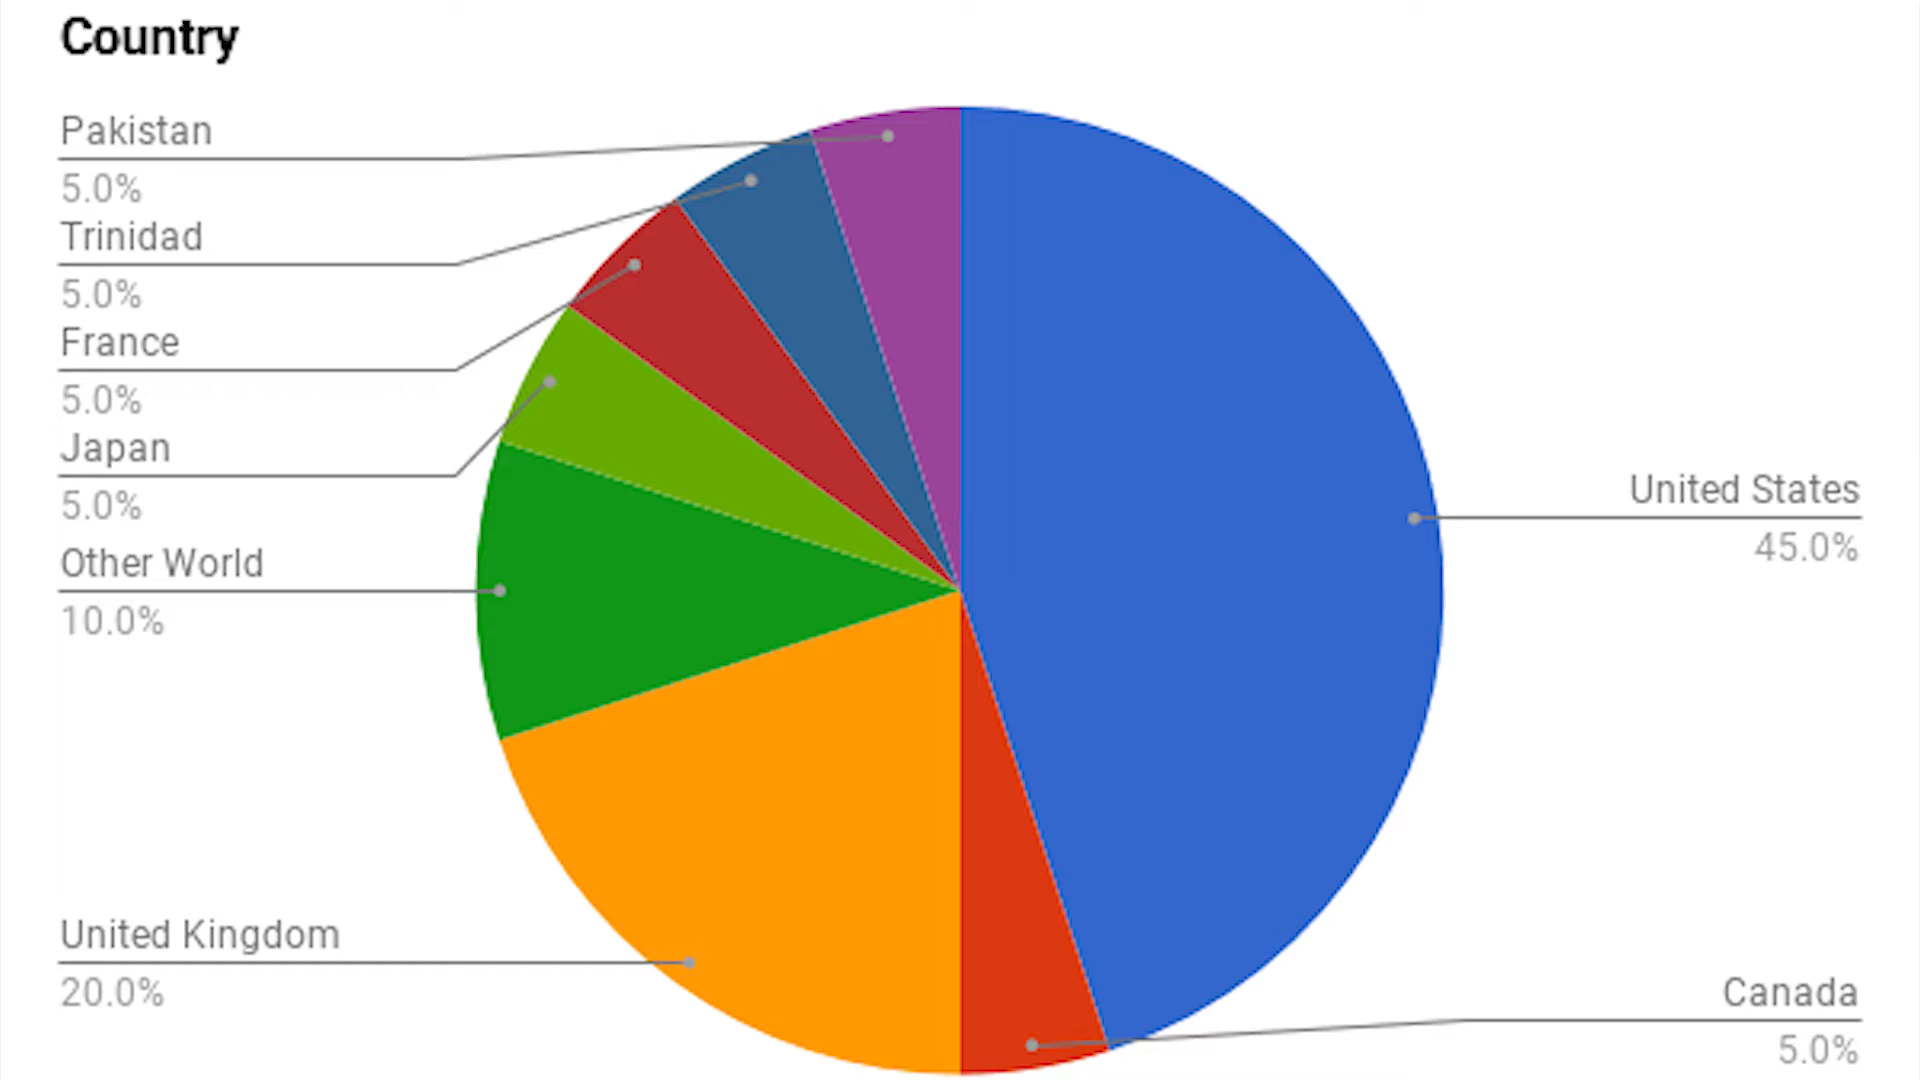 Country
Pakistan
5.0%
Trinidad
5.0%
France
5.0%
Japan
5.0%
Other World
10.0%
United Kingdom
20.0%
United States
45.0%
Canada
5.0%